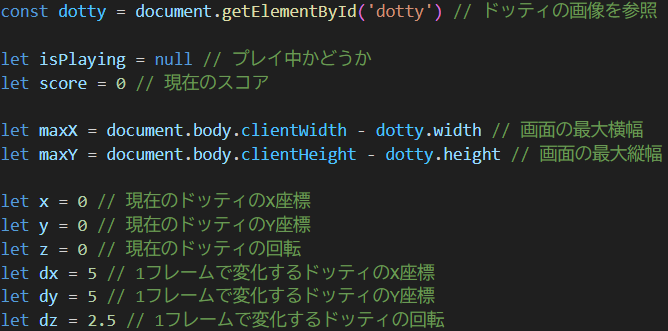 const dotty = document.getElementById('dotty') // ドッティの画像を参照
let isPlaying = null // プレイ中かどうか
let score = 0 // 現在のスコア
let maxX = document.body.clientWidth - dotty.width // 画面の最大横幅
let maxY = document.body.clientHeight - dotty.height // 画面の最大縦幅
let x = 0 // 現在のドッティのX座標
let y = 0 // 現在のドッティのY座標
let z = 0 // 現在のドッティの回転
let dx = 5 // 1フレームで変化するドッティのX座標
let dy = 5 // 1フレームで変化するドッティのY座標
let dz = 2.5 // 1フレームで変化するドッティの回転